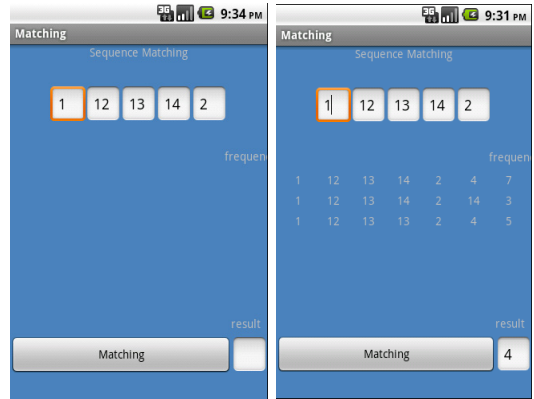 3G 9:34 PM
Matching
Sequence Matching
1 12 13 14 2
frequen
result
Matching
3G 9:31 PM
Matching
Sequence Matching
1 12 13 14 2
frequen
1 12 13 14 2 4 7
1 12 13 14 2 14 3
1 12 13 13 2 4 5
result
Matching 4